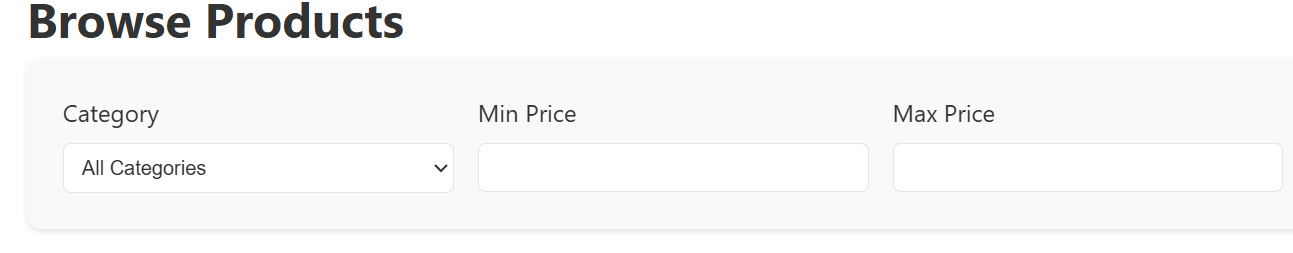 Browse Products
Category Min Price Max Price
All Categories